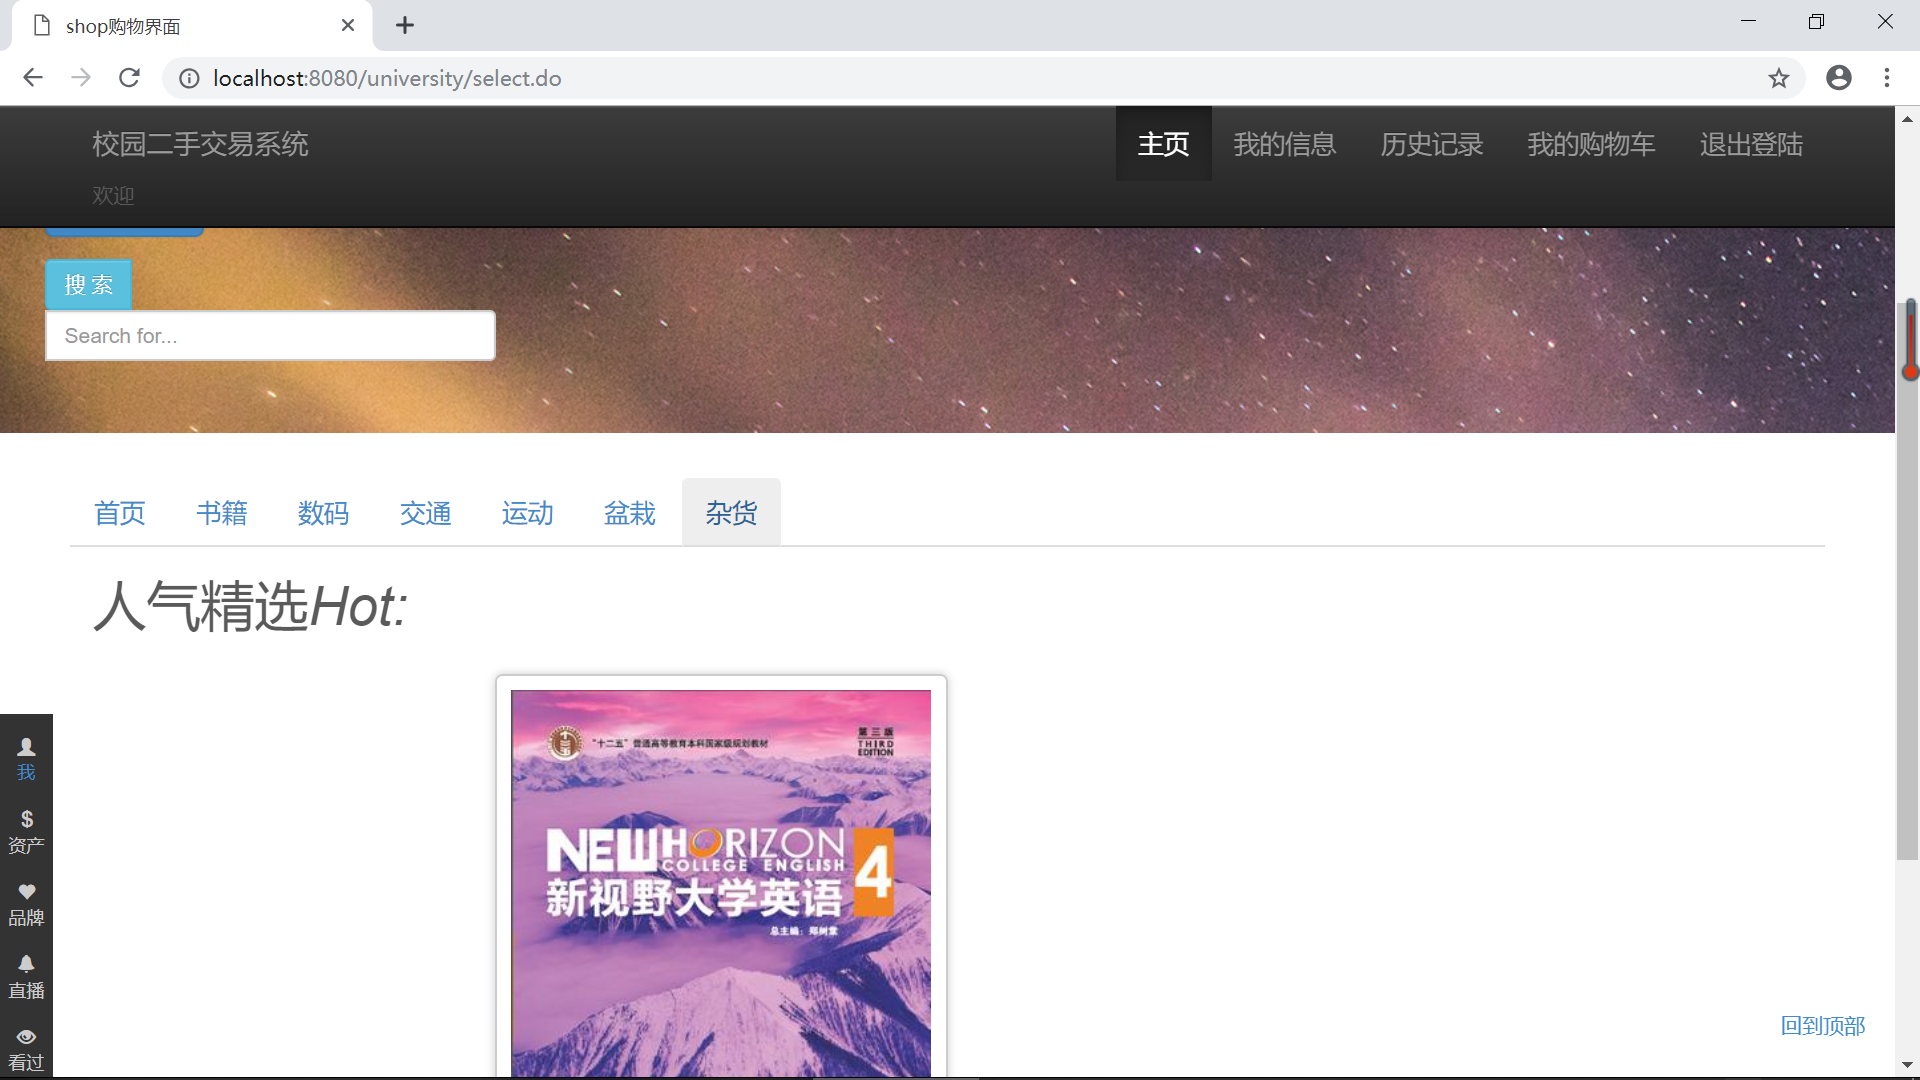 shop购物界面
localhost:8080/university/select.do
校园二手交易系统
主页 我的信息 历史记录 我的购物车 退出登陆
欢迎
搜 索
Search for...
首页 书籍 数码 交通 运动 盆栽 杂货
人气精选Hot:
"十二五"普通高等教育本科国家级规划教材
第三版
THIRD
EDITION
NEW HORIZON
COLLEGE ENGLISH
新视野大学英语
4
总主编：郑树棠
我
$
资产
品牌
直播
看过
回到顶部